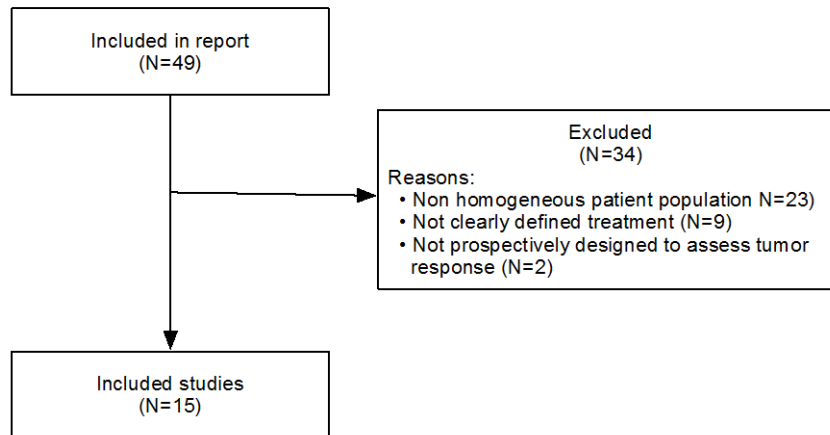 Included in report
(N=49)
Excluded
(N=34)
Reasons:
• Non homogeneous patient population N=23)
• Not clearly defined treatment (N=9)
• Not prospectively designed to assess tumor
response (N=2)
Included studies
(N=15)